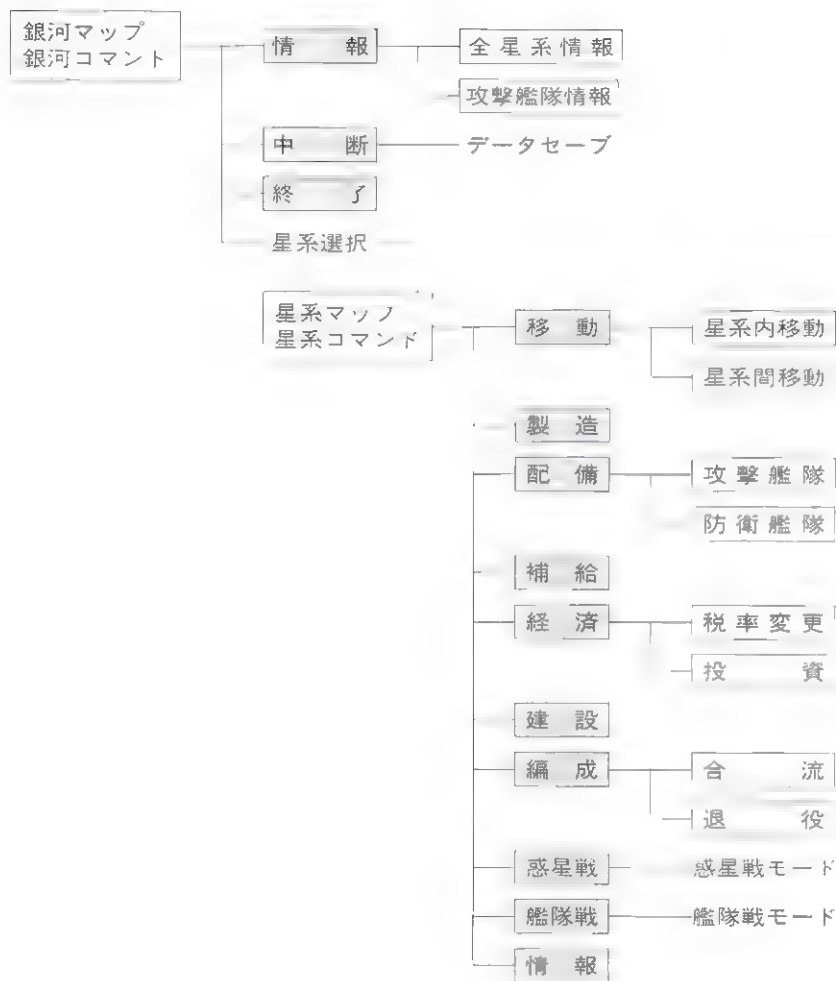 銀河マップ
銀河コマント
情報
全星系情報
攻撃艦隊情報
中断
データセーブ
終了
星系選択
星系マップ
星系コマンド
移動
星系内移動
星系間移動
製造
配備
攻撃艦隊
防衛艦隊
補給
経済
税率変更
投資
建設
編成
合流
退役
惑星戦
惑星戦モード
艦隊戦
艦隊戦モード
情報